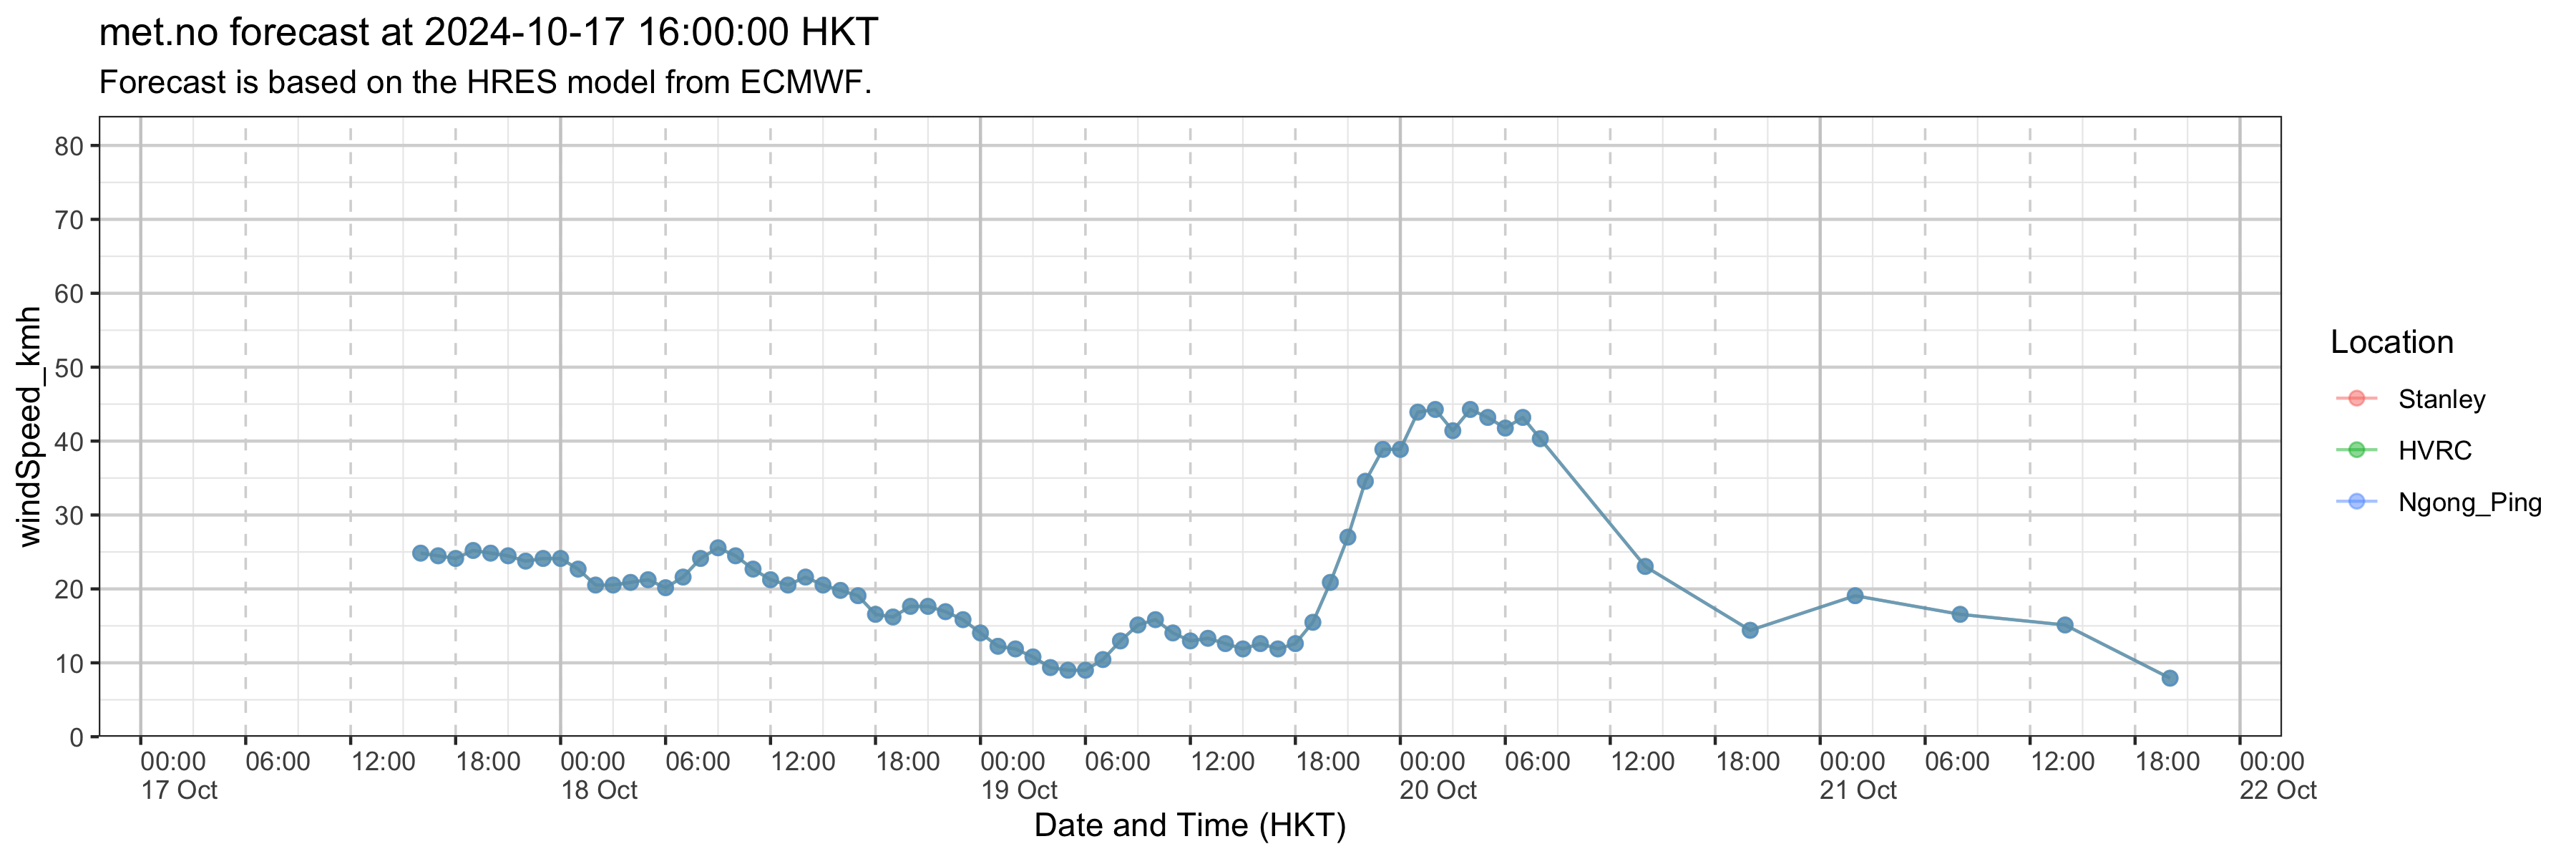 met.no forecast at 2024-10-17 16:00:00 HKT
Forecast is based on the HRES model from ECMWF.
windSpeed_kmh
80
70
60
50
40
30
20
10
0
00:00 06:00 12:00 18:00 00:00 06:00 12:00 18:00 00:00 06:00 12:00 18:00 00:00 06:00 12:00 18:00 00:00 06:00 12:00 18:00 00:00
17 Oct 18 Oct 19 Oct 20 Oct 21 Oct 22 Oct
Date and Time (HKT)
Location
Stanley
HVRC
Ngong_Ping